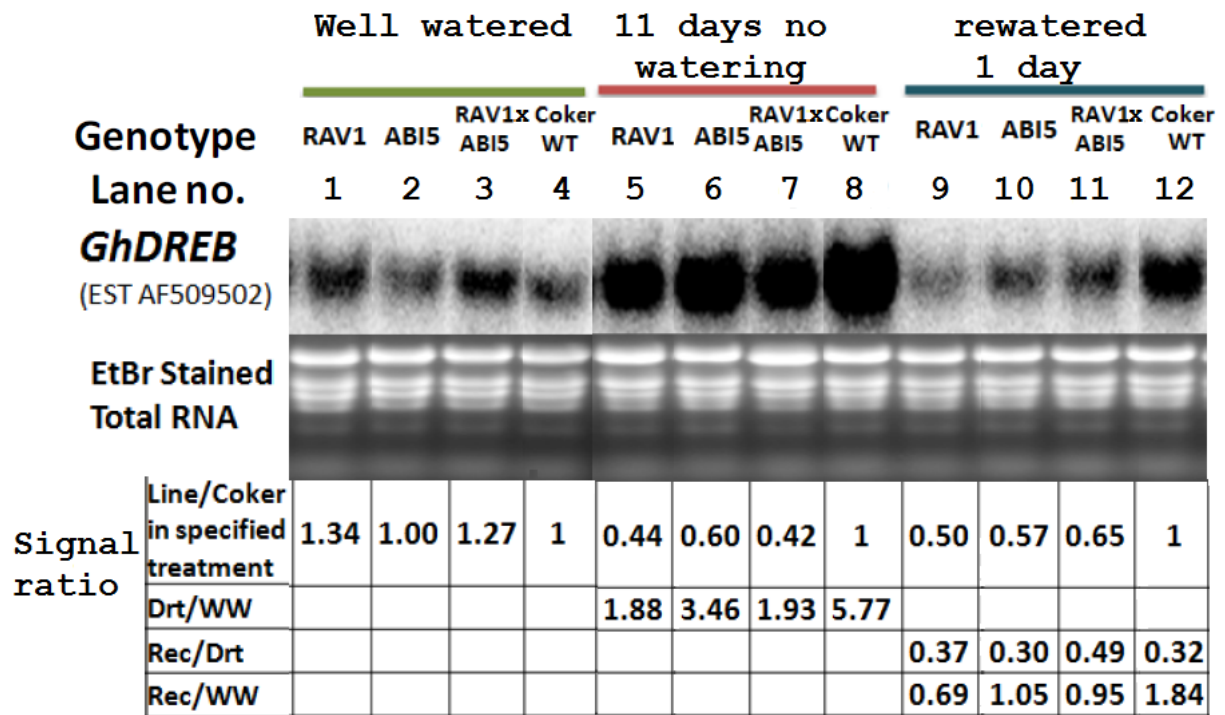 Well watered 11 days no watering rewatered 1 day
Genotype RAV1 ABI5 RAV1x ABI5 Coker WT RAV1 ABI5 RAV1x ABI5 Coker WT RAV1 ABI5 RAV1x ABI5 Coker WT
Lane no. 1 2 3 4 5 6 7 8 9 10 11 12
GhDREB
(EST AF509502)
EtBr Stained
Total RNA
Signal ratio
Line/Coker in specified treatment 1.34 1.00 1.27 1 0.44 0.60 0.42 1 0.50 0.57 0.65 1
Drt/WW 1.88 3.46 1.93 5.77
Rec/Drt 0.37 0.30 0.49 0.32
Rec/WW 0.69 1.05 0.95 1.84